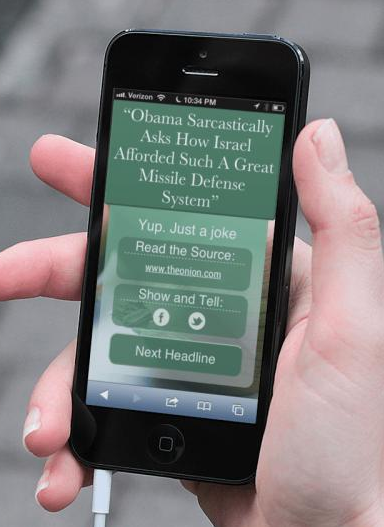 Verizon 10:34 PM
“Obama Sarcastically
Asks How Israel
Afforded Such A Great
Missile Defense
System”
Yup. Just a joke
Read the Source:
www.theonion.com
Show and Tell:
f
Next Headline